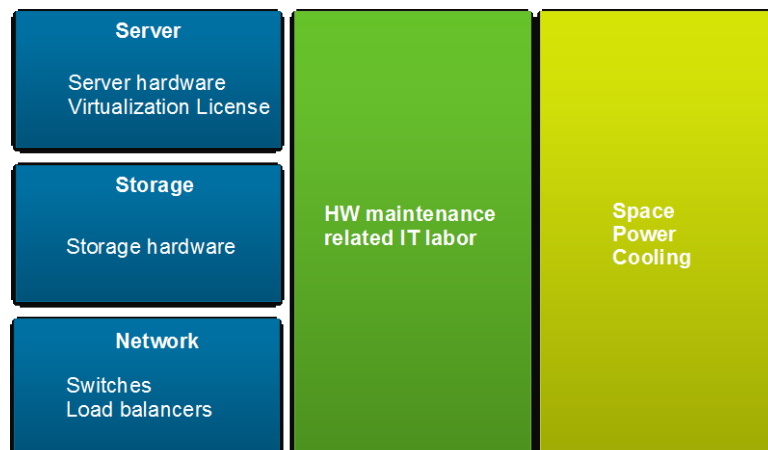 Server
Server hardware
Virtualization License
Storage
Storage hardware
Network
Switches
Load balancers
HW maintenance
related IT labor
Space
Power
Cooling